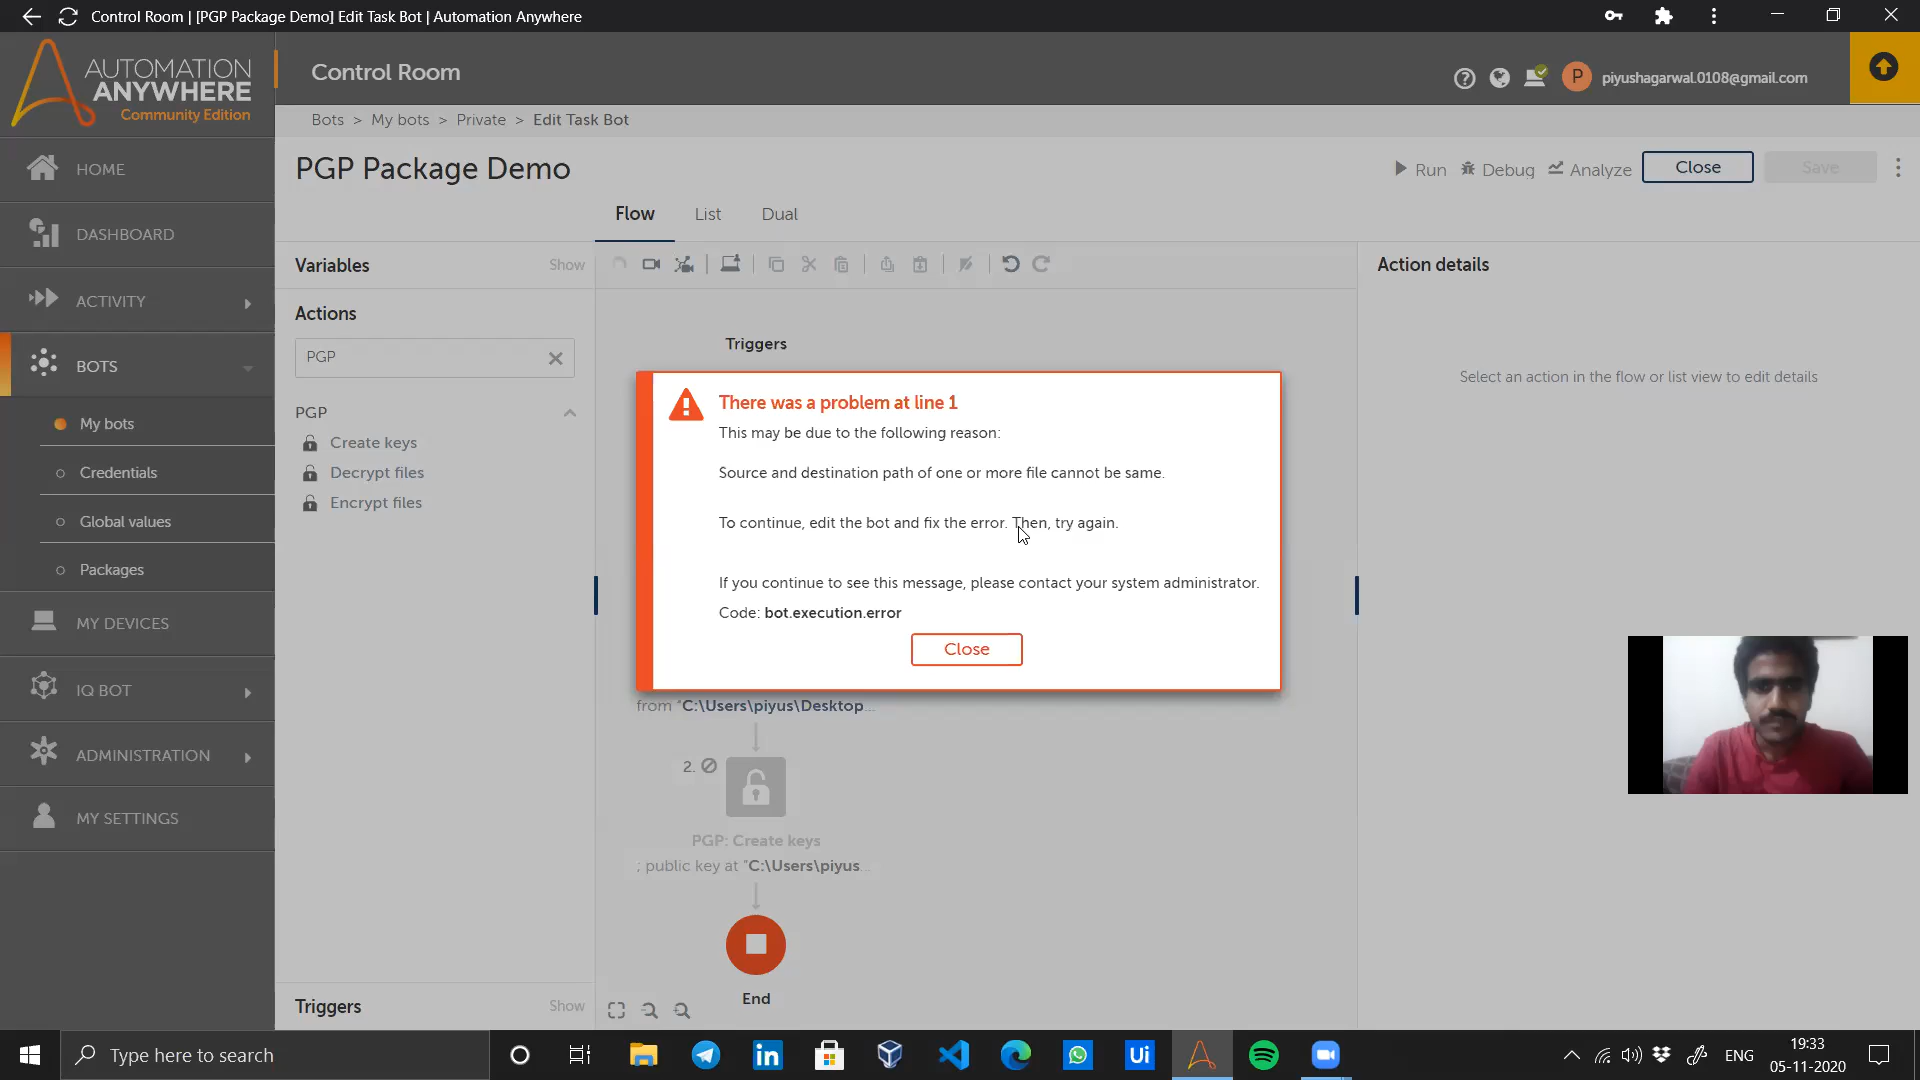 Control Room | [PGP Package Demo] Edit Task Bot | Automation Anywhere
AUTOMATION
ANYWHERE
Community Edition
Control Room
P
piyushagarwal.0108@gmail.com
Bots > My bots > Private > Edit Task Bot
PGP Package Demo
Run
Debug
Analyze
Close
Save
Flow
List
Dual
HOME
DASHBOARD
ACTIVITY
BOTS
My bots
Credentials
Global values
Packages
MY DEVICES
IQ BOT
ADMINISTRATION
MY SETTINGS
Variables
Show
Actions
PGP
PGP
Create keys
Decrypt files
Encrypt files
Triggers
Show
Triggers
There was a problem at line 1
This may be due to the following reason:
Source and destination path of one or more file cannot be same.
To continue, edit the bot and fix the error. Then, try again.
If you continue to see this message, please contact your system administrator.
Code: bot.execution.error
Close
from "C:\Users\piyus\Desktop...
2.
PGP: Create keys
; public key at "C:\Users\piyus...
End
Action details
Select an action in the flow or list view to edit details
Type here to search
in
Ui
ENG
19:33
05-11-2020